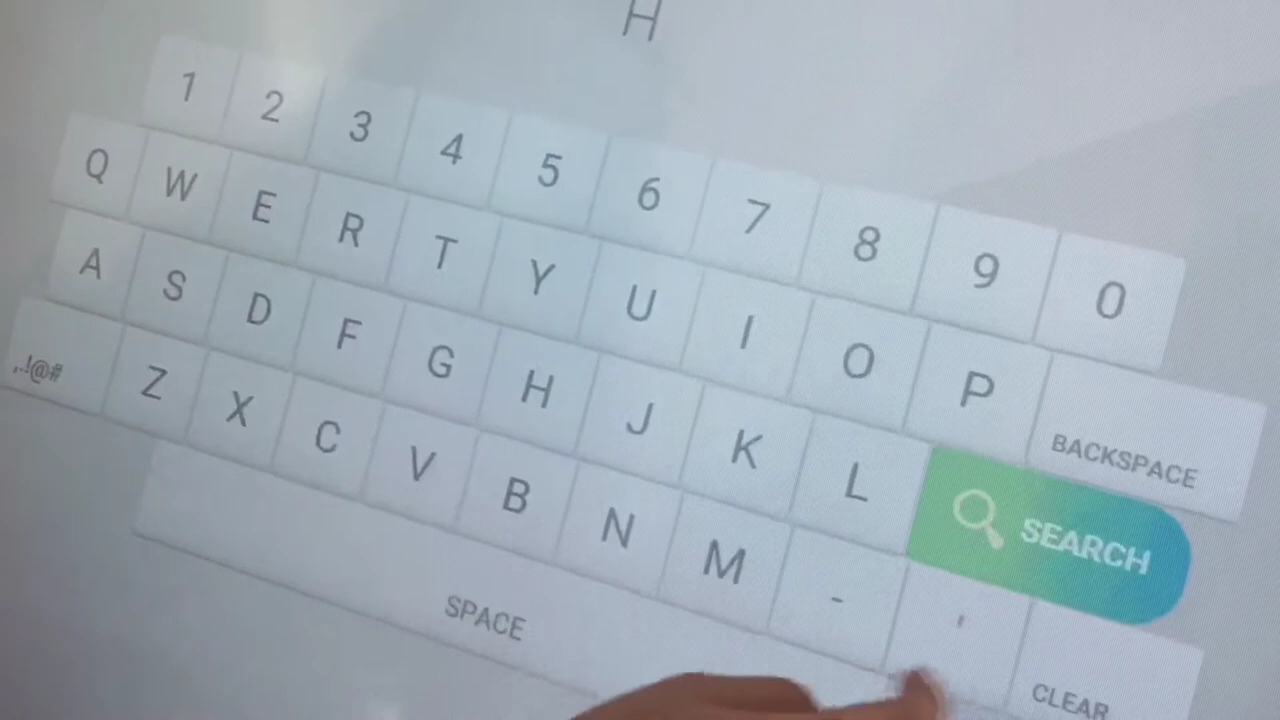 H
1 2 3 4 5 6 7 8 9 0
Q W E R T Y U I O P BACKSPACE
A S D F G H J K L SEARCH
,.!@# Z X C V B N M - ' CLEAR
SPACE